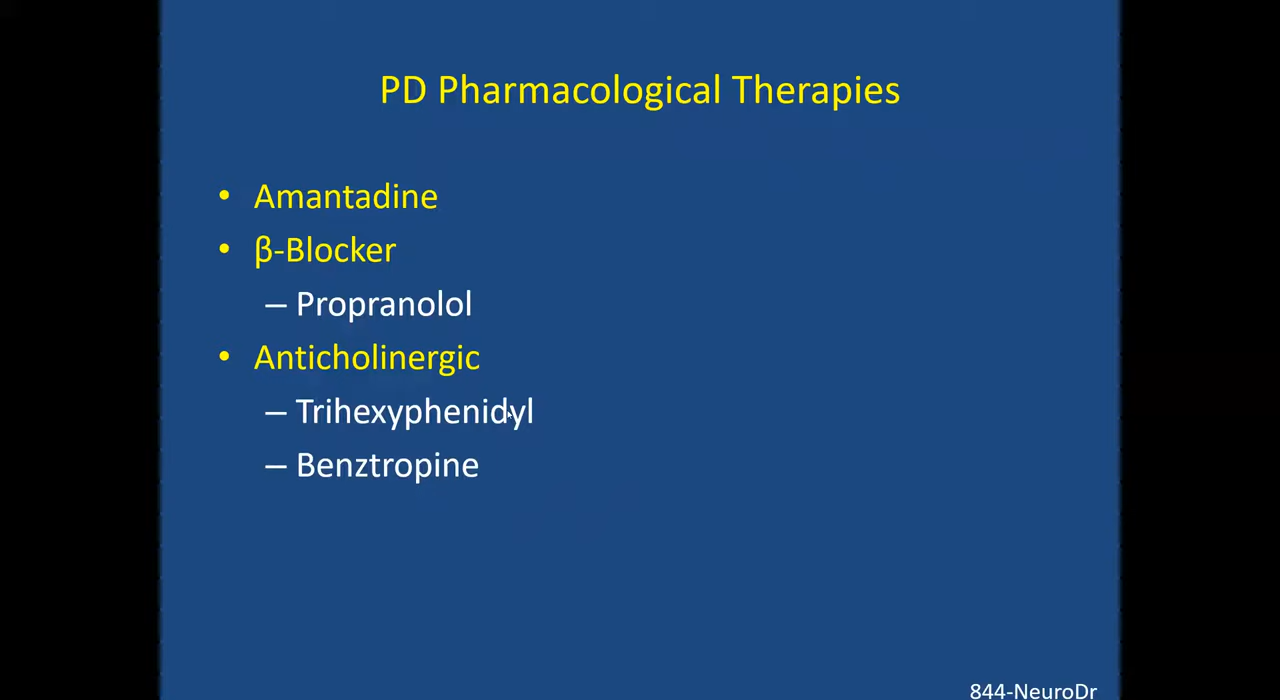 PD Pharmacological Therapies
• Amantadine
• β-Blocker
– Propranolol
• Anticholinergic
– Trihexyphenidyl
– Benztropine
844-NeuroDr